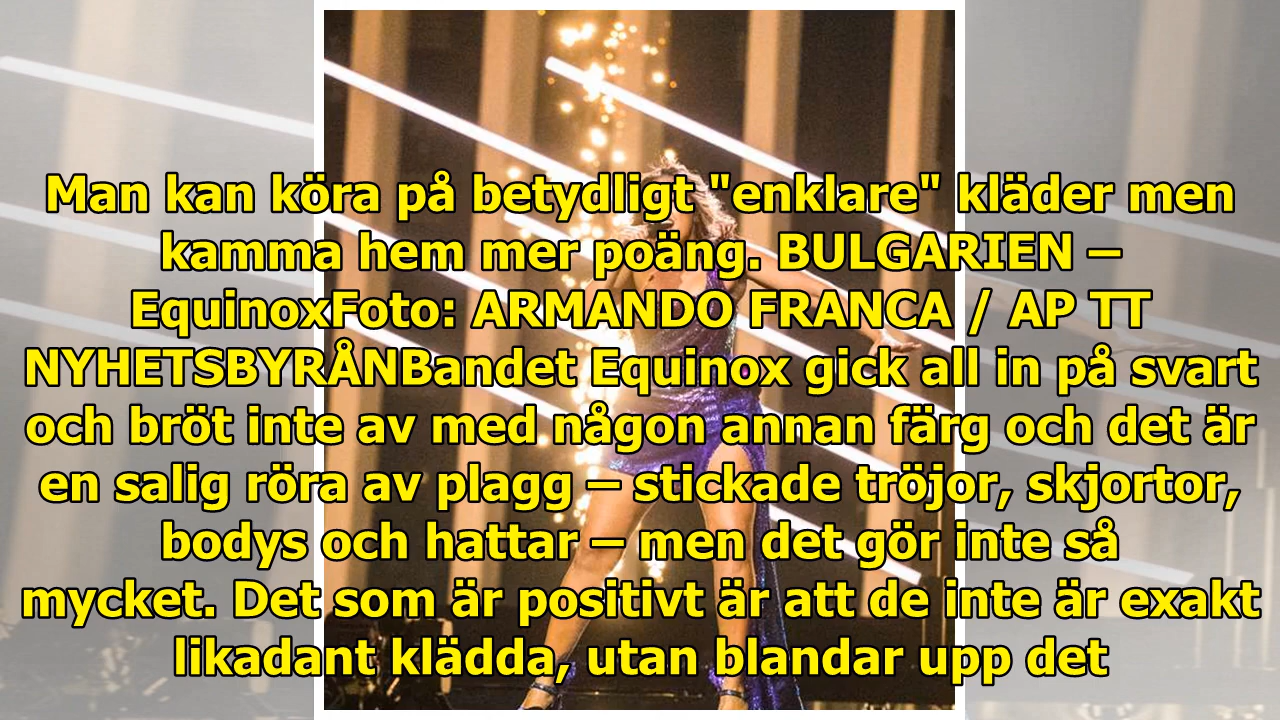 Man kan köra på betydligt "enklare" kläder men
kamma hem mer poäng. BULGARIEN –
EquinoxFoto: ARMANDO FRANCA / AP TT
NYHETSBYRÅNBandet Equinox gick all in på svart
och bröt inte av med någon annan färg och det är
en salig röra av plagg – stickade tröjor, skjortor,
bodys och hattar – men det gör inte så
mycket. Det som är positivt är att de inte är exakt
likadant klädda, utan blandar upp det